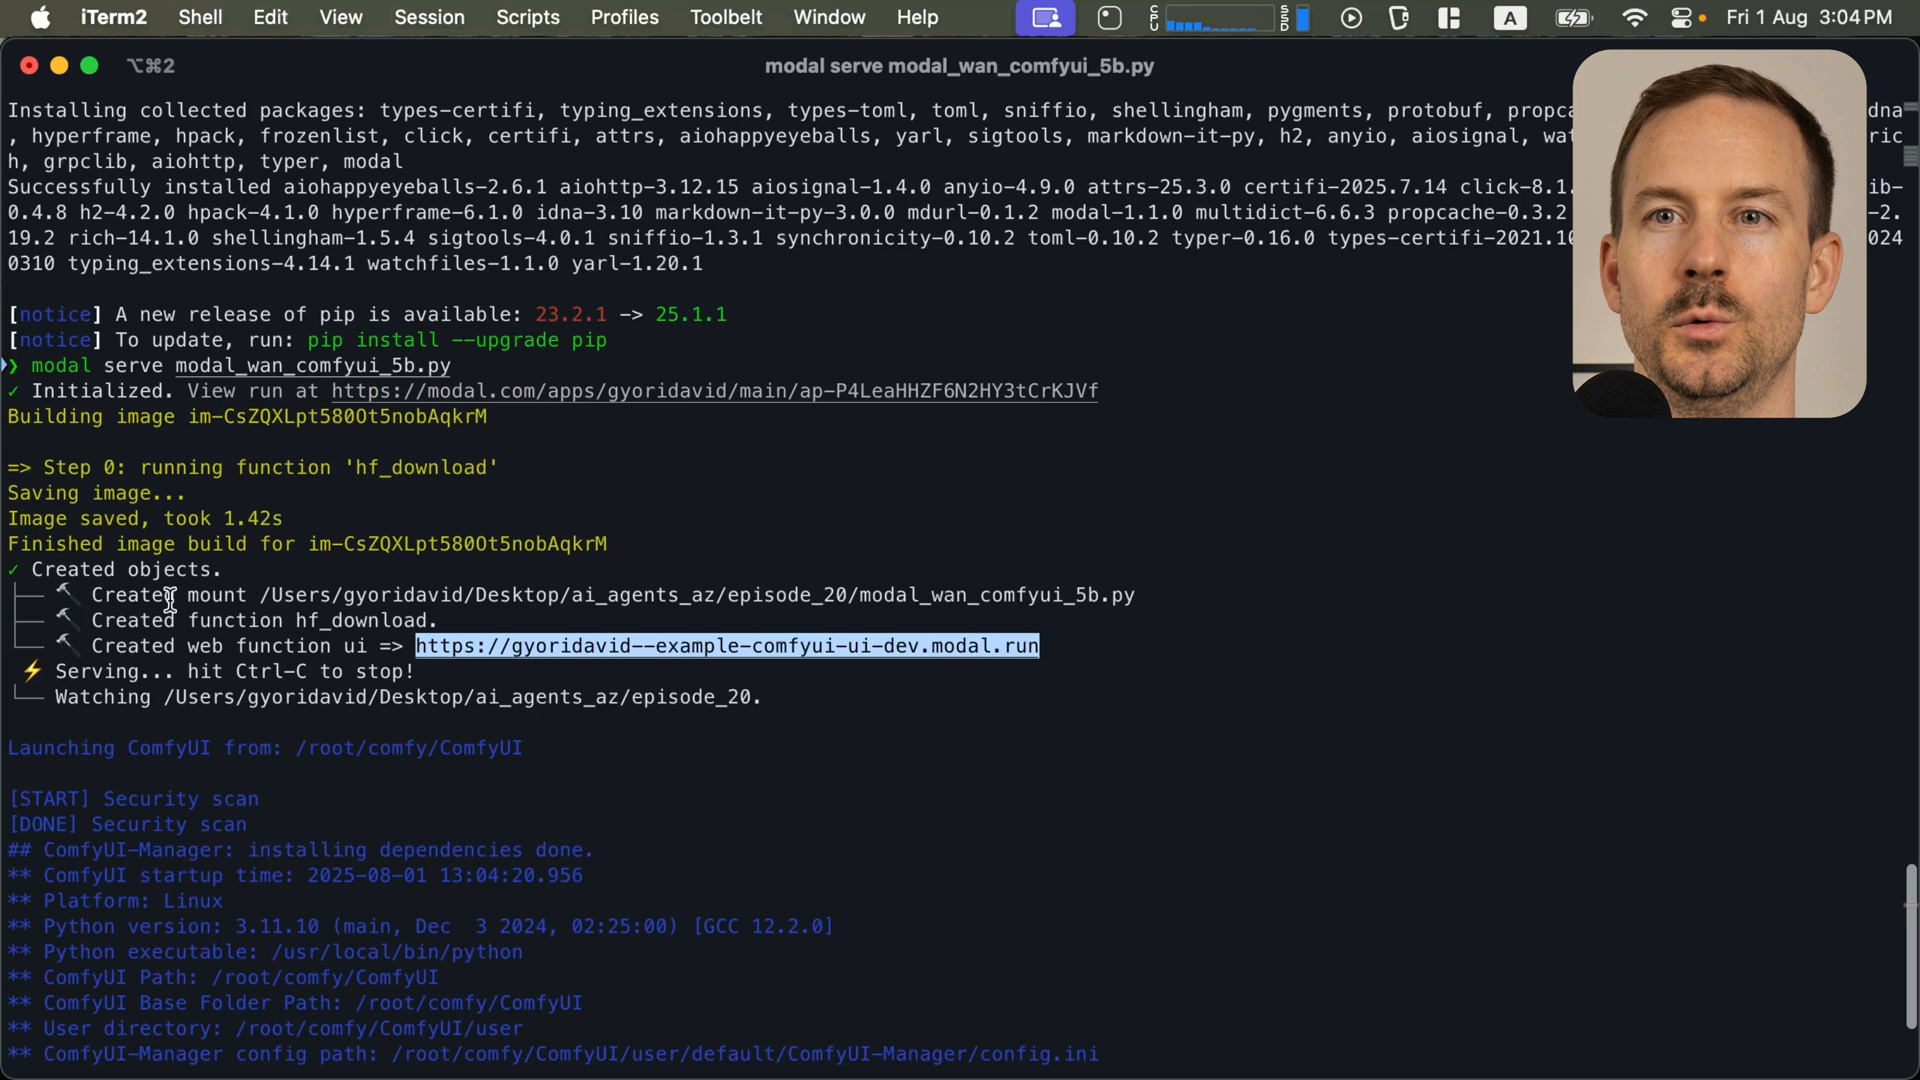 iTerm2 Shell Edit View Session Scripts Profiles Toolbelt Window Help CPU SSD A Fri 1 Aug 3:04 PM
⌥⌘2 modal serve modal_wan_comfyui_5b.py
Installing collected packages: types-certifi, typing_extensions, types-toml, toml, sniffio, shellingham, pygments, protobuf, propca dna
, hyperframe, hpack, frozenlist, click, certifi, attrs, aiohappyeyeballs, yarl, sigtools, markdown-it-py, h2, anyio, aiosignal, wat ric
h, grpclib, aiohttp, typer, modal
Successfully installed aiohappyeyeballs-2.6.1 aiohttp-3.12.15 aiosignal-1.4.0 anyio-4.9.0 attrs-25.3.0 certifi-2025.7.14 click-8.1. ib-
0.4.8 h2-4.2.0 hpack-4.1.0 hyperframe-6.1.0 idna-3.10 markdown-it-py-3.0.0 mdurl-0.1.2 modal-1.1.0 multidict-6.6.3 propcache-0.3.2 -2.
19.2 rich-14.1.0 shellingham-1.5.4 sigtools-4.0.1 sniffio-1.3.1 synchronicity-0.10.2 toml-0.10.2 typer-0.16.0 types-certifi-2021.10 024
0310 typing_extensions-4.14.1 watchfiles-1.1.0 yarl-1.20.1
[notice] A new release of pip is available: 23.2.1 -> 25.1.1
[notice] To update, run: pip install --upgrade pip
❯ modal serve modal_wan_comfyui_5b.py
✓ Initialized. View run at https://modal.com/apps/gyoridavid/main/ap-P4LeaHHZF6N2HY3tCrKJVf
Building image im-CsZQXLpt580Ot5nobAqkrM
=> Step 0: running function 'hf_download'
Saving image...
Image saved, took 1.42s
Finished image build for im-CsZQXLpt580Ot5nobAqkrM
✓ Created objects.
├── 🔨 Created mount /Users/gyoridavid/Desktop/ai_agents_az/episode_20/modal_wan_comfyui_5b.py
├── 🔨 Created function hf_download.
└── 🔨 Created web function ui => https://gyoridavid--example-comfyui-ui-dev.modal.run
⚡ Serving... hit Ctrl-C to stop!
└── Watching /Users/gyoridavid/Desktop/ai_agents_az/episode_20.
Launching ComfyUI from: /root/comfy/ComfyUI
[START] Security scan
[DONE] Security scan
## ComfyUI-Manager: installing dependencies done.
** ComfyUI startup time: 2025-08-01 13:04:20.956
** Platform: Linux
** Python version: 3.11.10 (main, Dec  3 2024, 02:25:00) [GCC 12.2.0]
** Python executable: /usr/local/bin/python
** ComfyUI Path: /root/comfy/ComfyUI
** ComfyUI Base Folder Path: /root/comfy/ComfyUI
** User directory: /root/comfy/ComfyUI/user
** ComfyUI-Manager config path: /root/comfy/ComfyUI/user/default/ComfyUI-Manager/config.ini